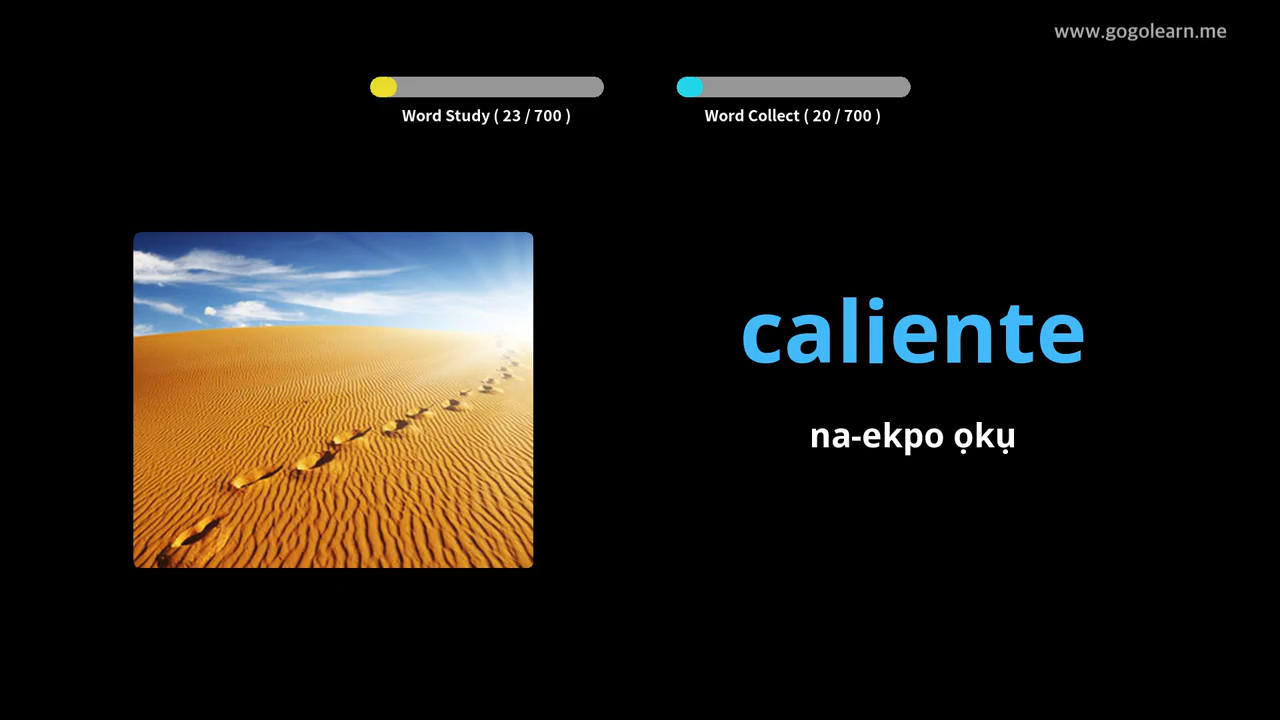 www.gogolearn.me
Word Study ( 23 / 700 )
Word Collect ( 20 / 700 )
caliente
na-ekpo ọkụ